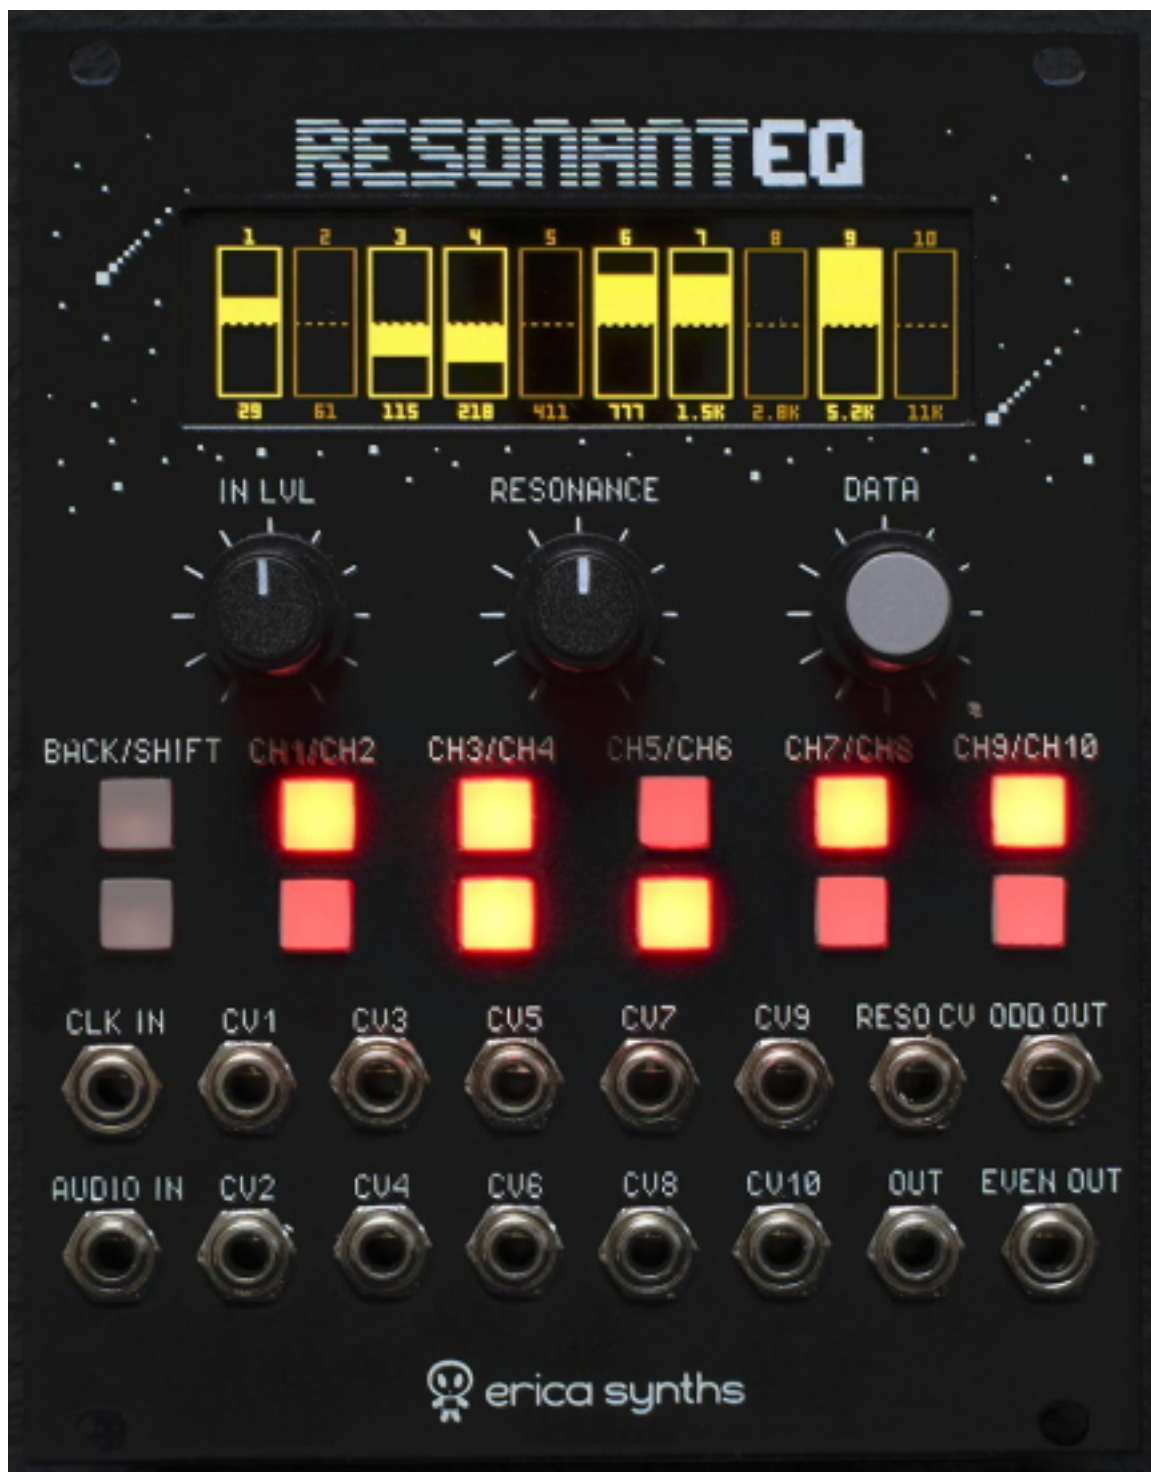 RESONANTEQ
1 2 3 4 5 6 7 8 9 10
29 61 115 218 411 777 1.5K 2.8K 5.2K 11K
IN LVL RESONANCE DATA
BACK/SHIFT CH1/CH2 CH3/CH4 CH5/CH6 CH7/CH8 CH9/CH10
CLK IN CV1 CV3 CV5 CV7 CV9 RESO CV ODD OUT
AUDIO IN CV2 CV4 CV6 CV8 CV10 OUT EVEN OUT
erica synths